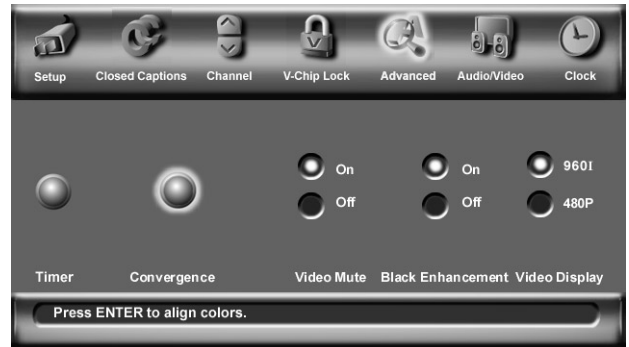 Setup Closed Captions Channel V-Chip Lock Advanced Audio/Video Clock
On On 960I
Off Off 480P
Timer Convergence Video Mute Black Enhancement Video Display
Press ENTER to align colors.